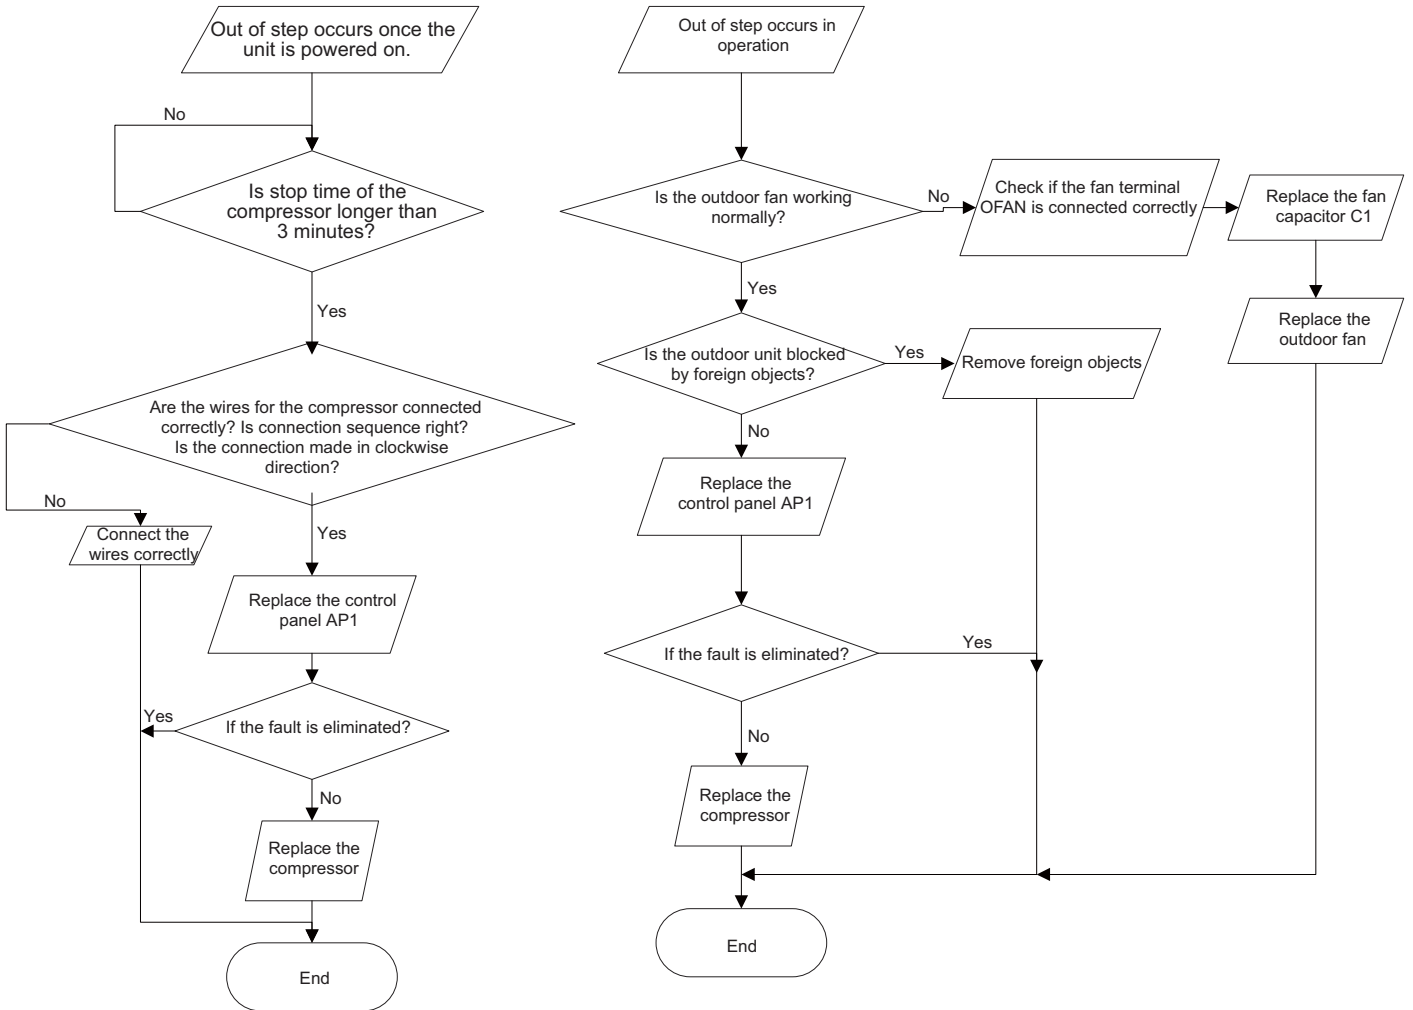 Out of step occurs once the
unit is powered on.
No
Is stop time of the
compressor longer than
3 minutes?
Yes
Are the wires for the compressor connected
correctly? Is connection sequence right?
Is the connection made in clockwise
direction?
No
Connect the
wires correctly
Yes
Replace the control
panel AP1
Yes
If the fault is eliminated?
No
Replace the
compressor
End
Out of step occurs in
operation
Is the outdoor fan working
normally?
No
Check if the fan terminal
OFAN is connected correctly
Replace the fan
capacitor C1
Replace the
outdoor fan
Yes
Is the outdoor unit blocked
by foreign objects?
Yes
Remove foreign objects
No
Replace the
control panel AP1
If the fault is eliminated?
Yes
No
Replace the
compressor
End